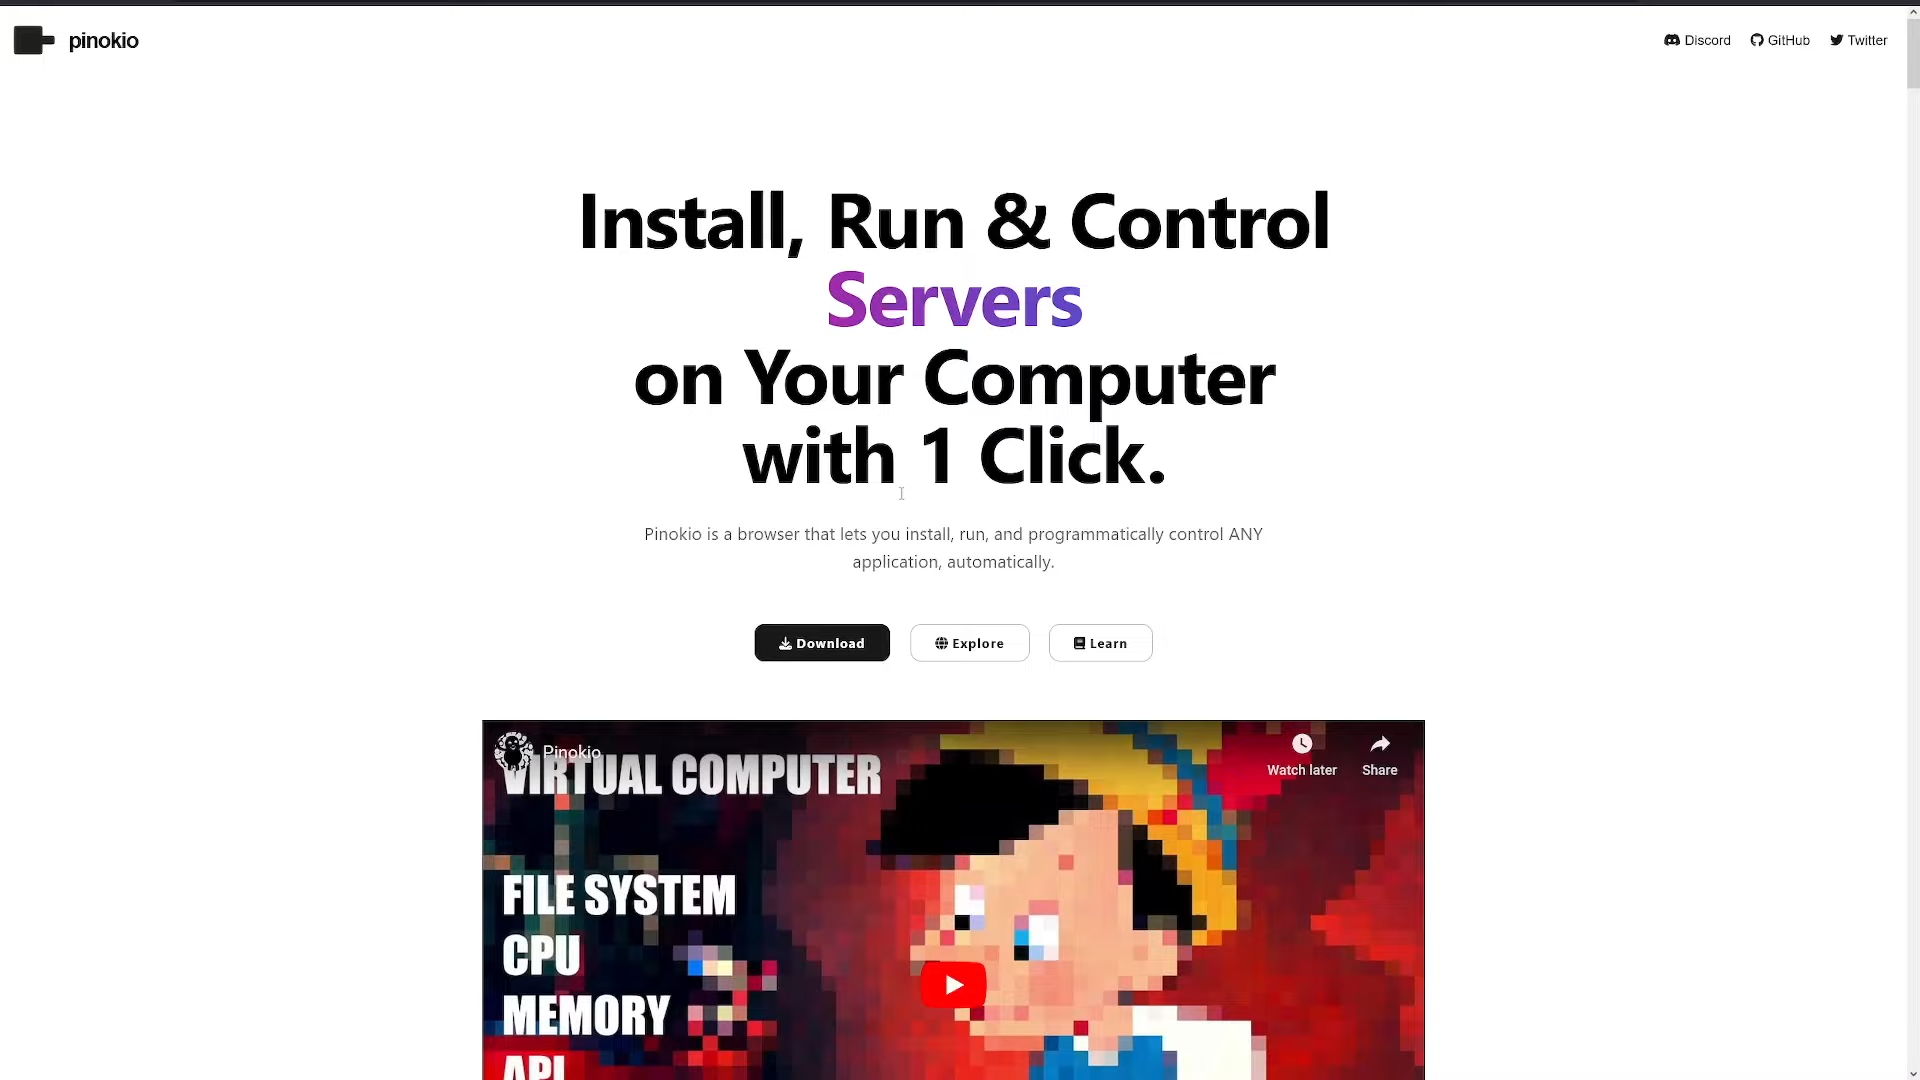 pinokio
Discord GitHub Twitter
Install, Run & Control
Servers
on Your Computer
with 1 Click.
Pinokio is a browser that lets you install, run, and programmatically control ANY
application, automatically.
Download Explore Learn
Pinokio
Watch later Share
VIRTUAL COMPUTER
FILE SYSTEM
CPU
MEMORY
API